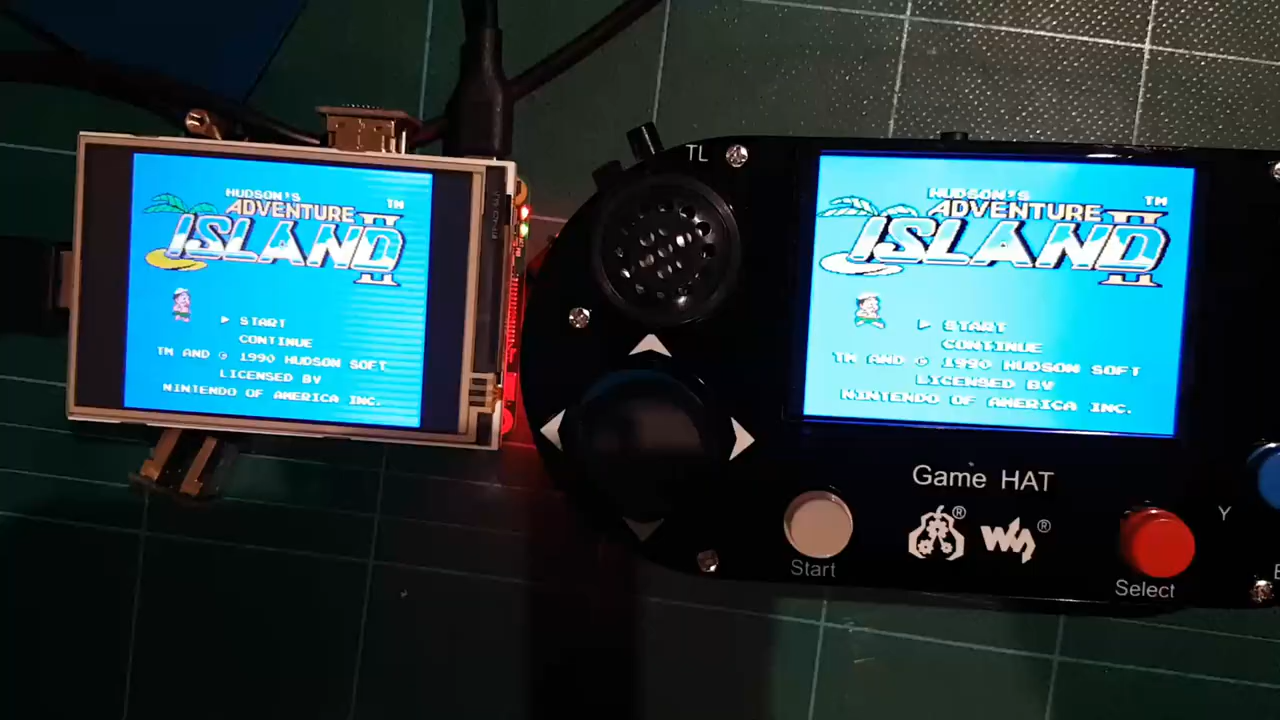 HUDSON'S
ADVENTURE
ISLAND II
TM
▶ START
CONTINUE
TM AND © 1990 HUDSON SOFT
LICENSED BY
NINTENDO OF AMERICA INC.
TL
HUDSON'S
ADVENTURE
ISLAND II
TM
▶ START
CONTINUE
TM AND © 1990 HUDSON SOFT
LICENSED BY
NINTENDO OF AMERICA INC.
Game HAT
® ®
Start
Select
Y